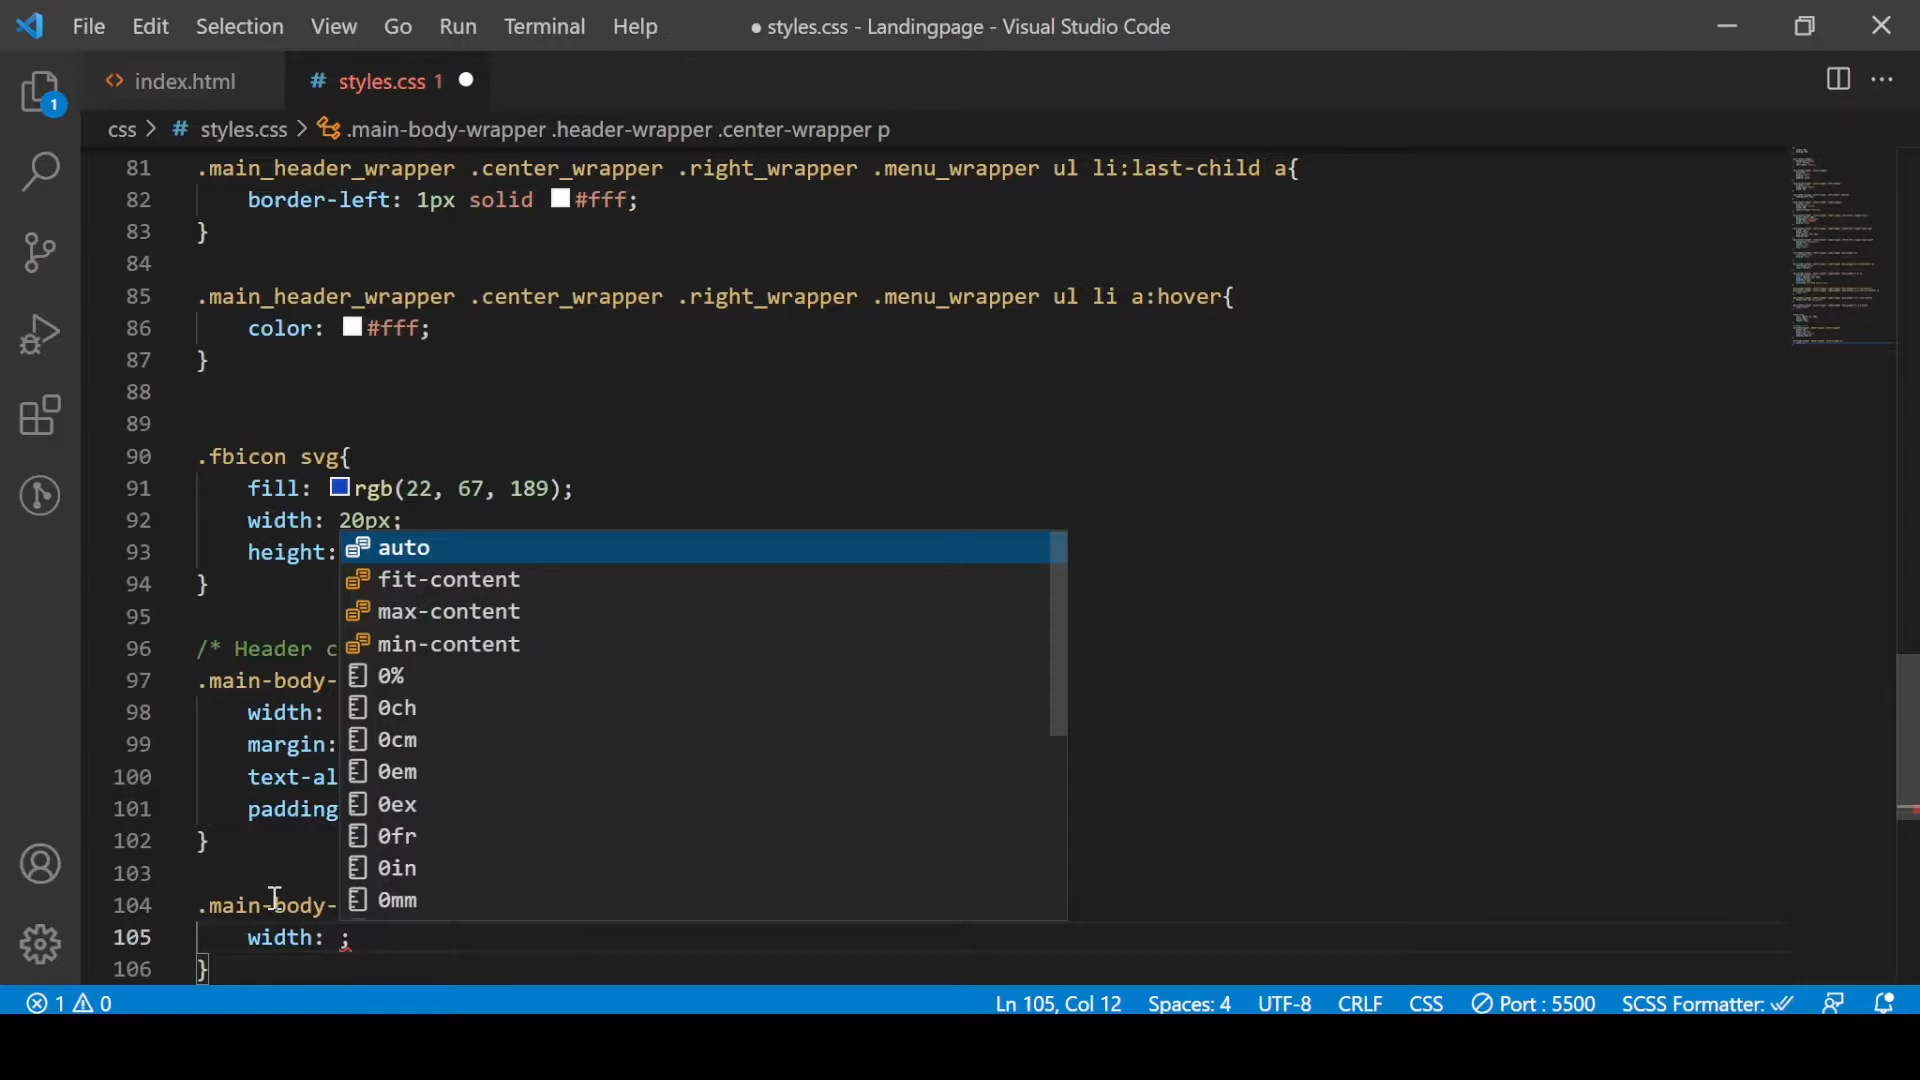 File Edit Selection View Go Run Terminal Help ● styles.css - Landingpage - Visual Studio Code
<> index.html # styles.css 1
css > # styles.css > .main-body-wrapper .header-wrapper .center-wrapper p
81 .main_header_wrapper .center_wrapper .right_wrapper .menu_wrapper ul li:last-child a{
82 border-left: 1px solid #fff;
83 }
84
85 .main_header_wrapper .center_wrapper .right_wrapper .menu_wrapper ul li a:hover{
86 color: #fff;
87 }
88
89
90 .fbicon svg{
91 fill: rgb(22, 67, 189);
92 width: 20px;
auto
93 height:
fit-content
94 }
95
max-content
96 /* Header c
min-content
97 .main-body-
0%
98 width:
0ch
99 margin:
0cm
100 text-al
0em
101 padding
0ex
102 }
0fr
103
0in
104 .main-body-
0mm
105 width: ;
106 }
1
1 0 Ln 105, Col 12 Spaces: 4 UTF-8 CRLF CSS Port : 5500 SCSS Formatter: